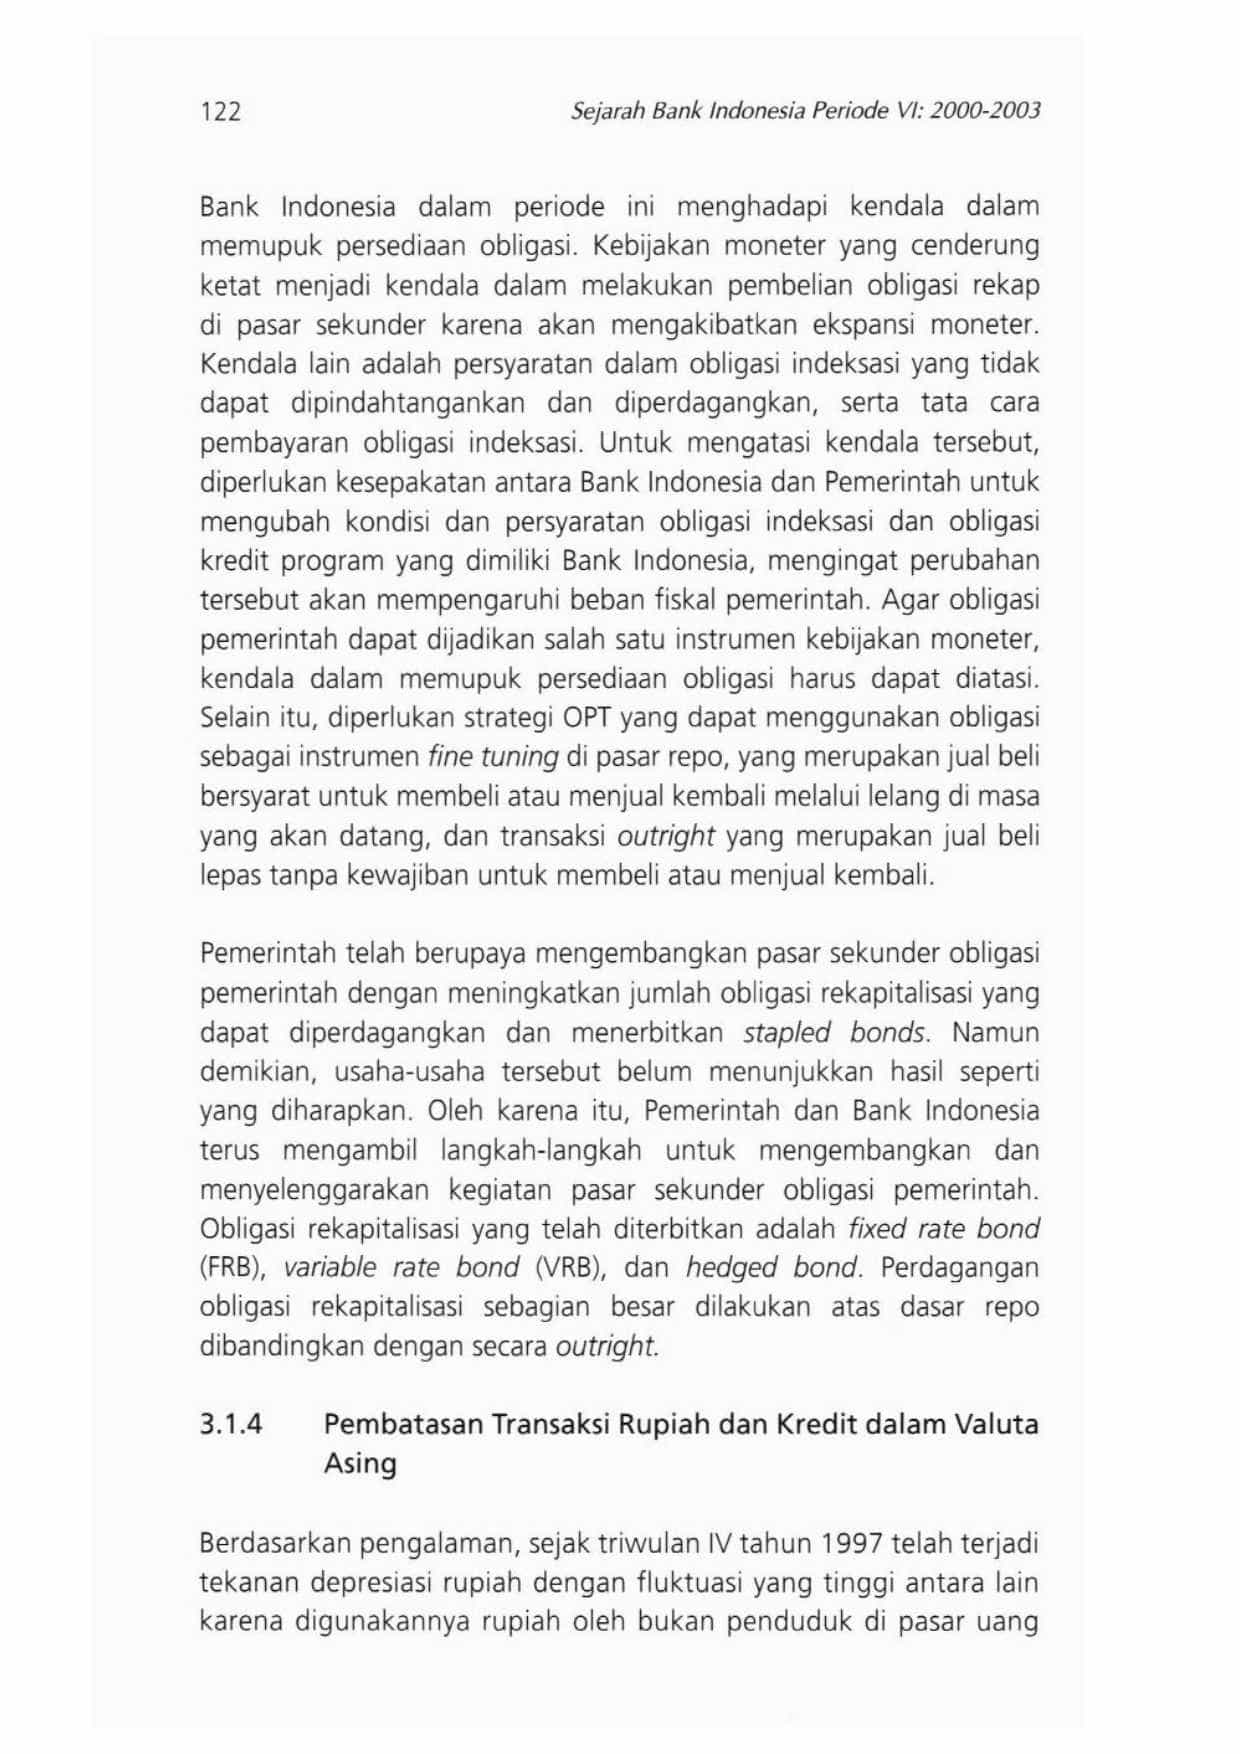 122 Sejarah Bank Indonesia Periode VI: 2000-2003
Bank Indonesia dalam periode ini menghadapi kendala dalam
memupuk persediaan obligasi. Kebijakan moneter yang cenderung
ketat menjadi kendala dalam melakukan pembelian obligasi rekap
di pasar sekunder karena akan mengakibatkan ekspansi moneter.
Kendala lain adalah persyaratan dalam obligasi indeksasi yang tidak
dapat dipindahtangankan dan diperdagangkan, serta tata cara
pembayaran obligasi indeksasi. Untuk mengatasi kendala tersebut,
diperlukan kesepakatan antara Bank Indonesia dan Pemerintah untuk
mengubah kondisi dan persyaratan obligasi indeksasi dan obligasi
kredit program yang dimiliki Bank Indonesia, mengingat perubahan
tersebut akan mempengaruhi beban fiskal pemerintah. Agar obligasi
pemerintah dapat dijadikan salah satu instrumen kebijakan moneter,
kendala dalam memupuk persediaan obligasi harus dapat diatasi.
Selain itu, diperlukan strategi OPT yang dapat menggunakan obligasi
sebagai instrumen fine tuning di pasar repo, yang merupakan jual beli
bersyarat untuk membeli atau menjual kembali melalui lelang di masa
yang akan datang, dan transaksi outright yang merupakan jual beli
lepas tanpa kewajiban untuk membeli atau menjual kembali.
Pemerintah telah berupaya mengembangkan pasar sekunder obligasi
pemerintah dengan meningkatkan jumlah obligasi rekapitalisasi yang
dapat diperdagangkan dan menerbitkan stapled bonds. Namun
demikian, usaha-usaha tersebut belum menunjukkan hasil seperti
yang diharapkan. Oleh karena itu, Pemerintah dan Bank Indonesia
terus mengambil langkah-langkah untuk mengembangkan dan
menyelenggarakan kegiatan pasar sekunder obligasi pemerintah.
Obligasi rekapitalisasi yang telah diterbitkan adalah fixed rate bond
(FRB), variable rate bond (VRB), dan hedged bond. Perdagangan
obligasi rekapitalisasi sebagian besar dilakukan atas dasar repo
dibandingkan dengan secara outright.
3.1.4 Pembatasan Transaksi Rupiah dan Kredit dalam Valuta
Asing
Berdasarkan pengalaman, sejak triwulan IV tahun 1997 telah terjadi
tekanan depresiasi rupiah dengan fluktuasi yang tinggi antara lain
karena digunakannya rupiah oleh bukan penduduk di pasar uang